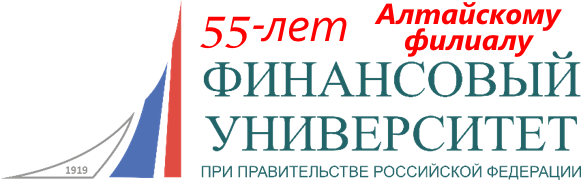 55-лет Алтайскому
филиалу
ФИНАНСОВЫЙ
УНИВЕРСИТЕТ
ПРИ ПРАВИТЕЛЬСТВЕ РОССИЙСКОЙ ФЕДЕРАЦИИ
1919